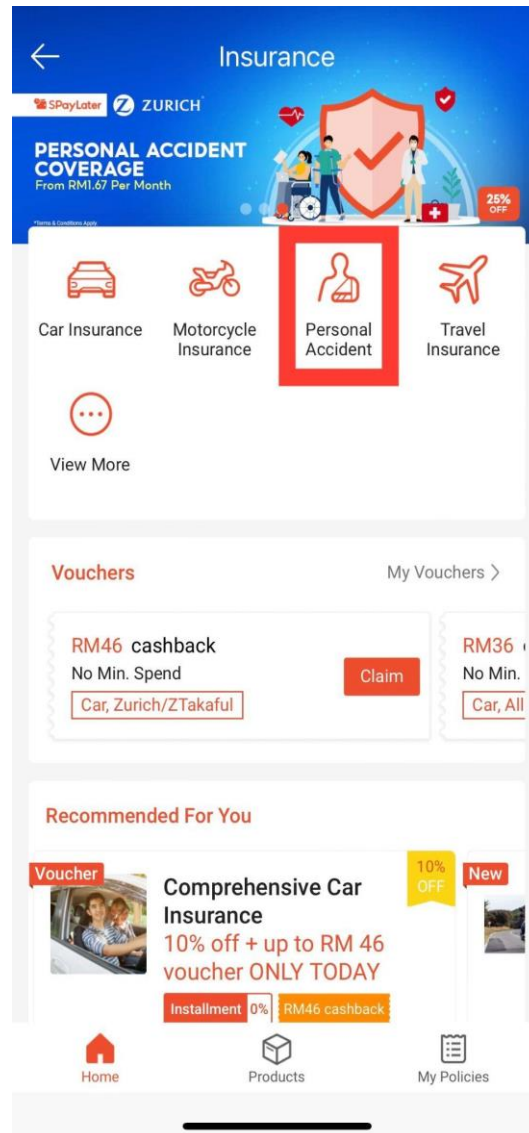 Insurance
SPayLater
Z ZURICH
PERSONAL ACCIDENT
COVERAGE
From RM1.67 Per Month
25%
OFF
*Terms & Conditions Apply
Car Insurance
Motorcycle
Insurance
Personal
Accident
Travel
Insurance
View More
Vouchers
My Vouchers >
RM46 cashback
No Min. Spend
Claim
Car, Zurich/ZTakaful
RM36
No Min.
Car, All
Recommended For You
Voucher
10%
OFF
New
Comprehensive Car
Insurance
10% off + up to RM 46
voucher ONLY TODAY
Installment 0% RM46 cashback
Home
Products
My Policies